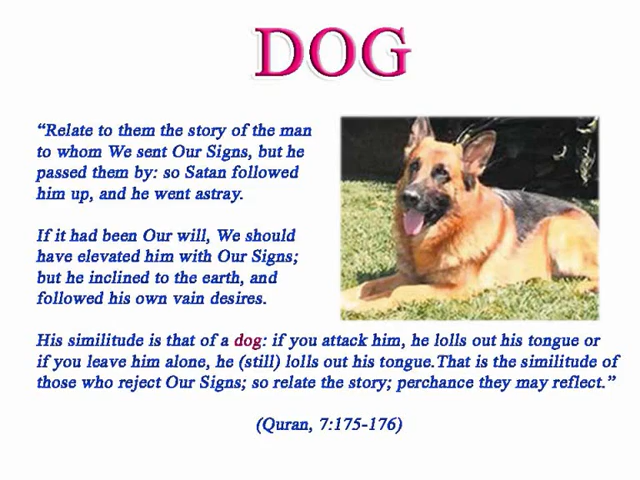 DOG
“Relate to them the story of the man
to whom We sent Our Signs, but he
passed them by: so Satan followed
him up, and he went astray.
If it had been Our will, We should
have elevated him with Our Signs;
but he inclined to the earth, and
followed his own vain desires.
His similitude is that of a dog: if you attack him, he lolls out his tongue or
if you leave him alone, he (still) lolls out his tongue.That is the similitude of
those who reject Our Signs; so relate the story; perchance they may reflect.”
(Quran, 7:175-176)